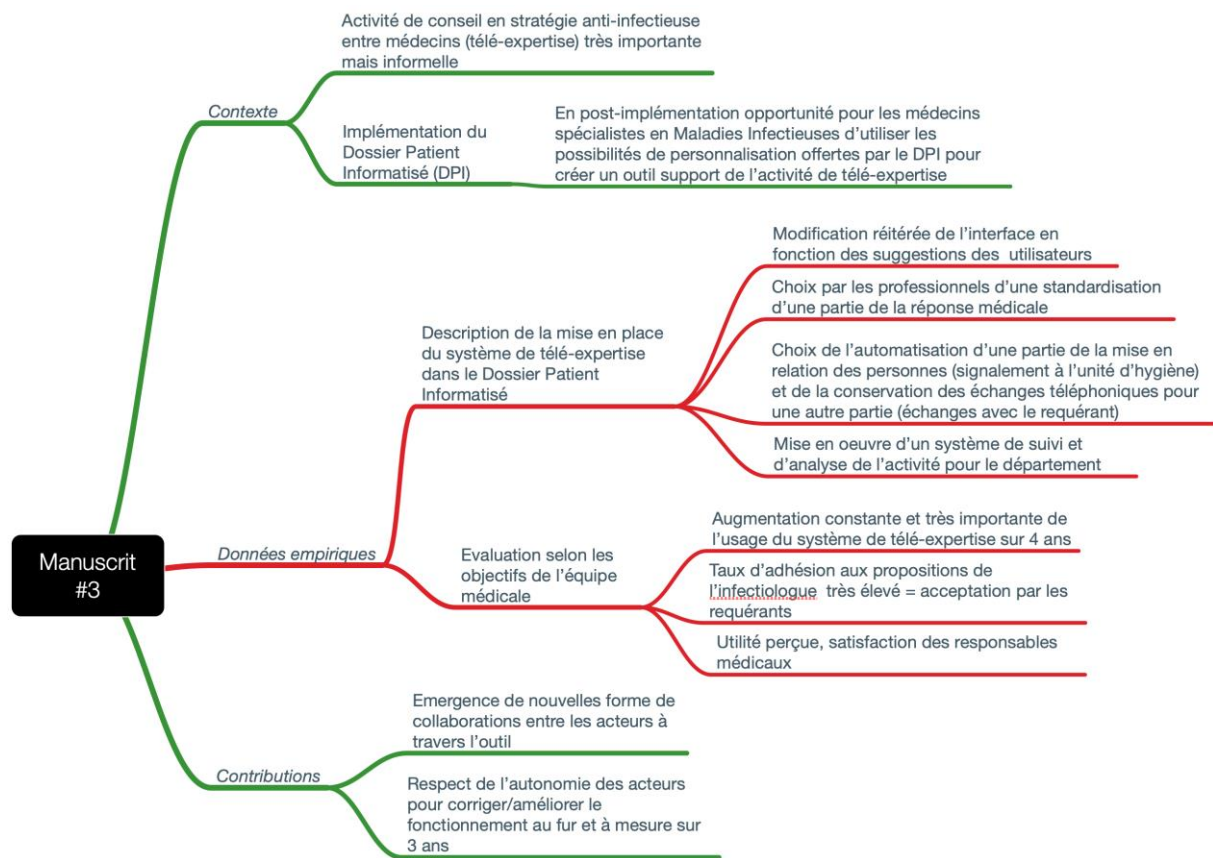 Activité de conseil en stratégie anti-infectieuse
entre médecins (télé-expertise) très importante
mais informelle
Contexte
Implémentation du
Dossier Patient
Informatisé (DPI)
En post-implémentation opportunité pour les médecins
spécialistes en Maladies Infectieuses d’utiliser les
possibilités de personnalisation offertes par le DPI pour
créer un outil support de l’activité de télé-expertise
Modification réitérée de l’interface en
fonction des suggestions des utilisateurs
Choix par les professionnels d’une standardisation
d’une partie de la réponse médicale
Description de la mise en place
du système de télé-expertise
dans le Dossier Patient
Informatisé
Choix de l’automatisation d’une partie de la mise en
relation des personnes (signalement à l’unité d’hygiène)
et de la conservation des échanges téléphoniques pour
une autre partie (échanges avec le requérant)
Mise en oeuvre d’un système de suivi et
d’analyse de l’activité pour le département
Manuscrit
#3
Données empiriques
Evaluation selon les
objectifs de l’équipe
médicale
Augmentation constante et très importante de
l’usage du système de télé-expertise sur 4 ans
Taux d’adhésion aux propositions de
l’infectiologue très élevé = acceptation par les
requérants
Utilité perçue, satisfaction des responsables
médicaux
Emergence de nouvelles forme de
collaborations entre les acteurs à
travers l’outil
Contributions
Respect de l’autonomie des acteurs
pour corriger/améliorer le
fonctionnement au fur et à mesure sur
3 ans